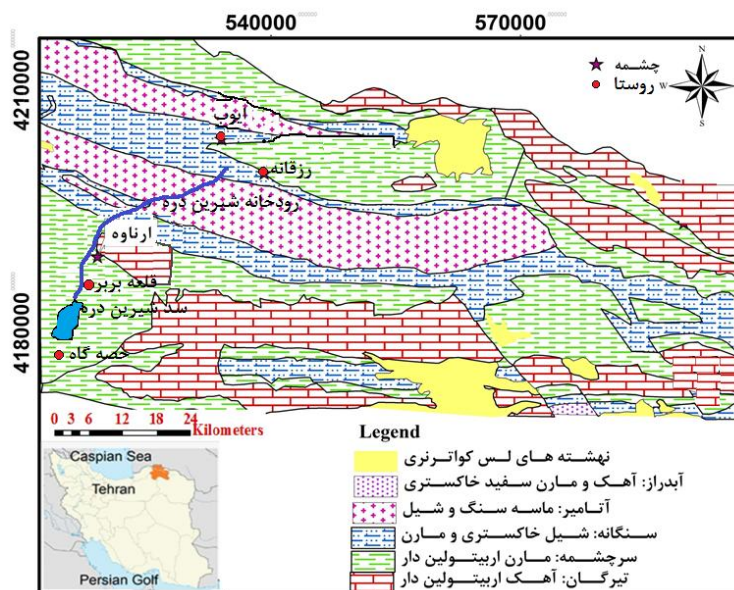 540000 570000
4210000
4180000
چشمه
روستا
N
W
S
ایوب
رزقانه
رودخانه شیرین دره
ارناوه
قلعه بربر
سد شیرین دره
حصه گاه
0 3 6 12 18 24
Kilometers
Legend
نهشته های لس کواترنری
آبدراز: آهک و مارن سفید خاکستری
آتامیر: ماسه سنگ و شیل
سنگانه: شیل خاکستری و مارن
سرچشمه: مارن اربیتولین دار
تیرگان: آهک اربیتولین دار
Caspian Sea
Tehran
Persian Golf